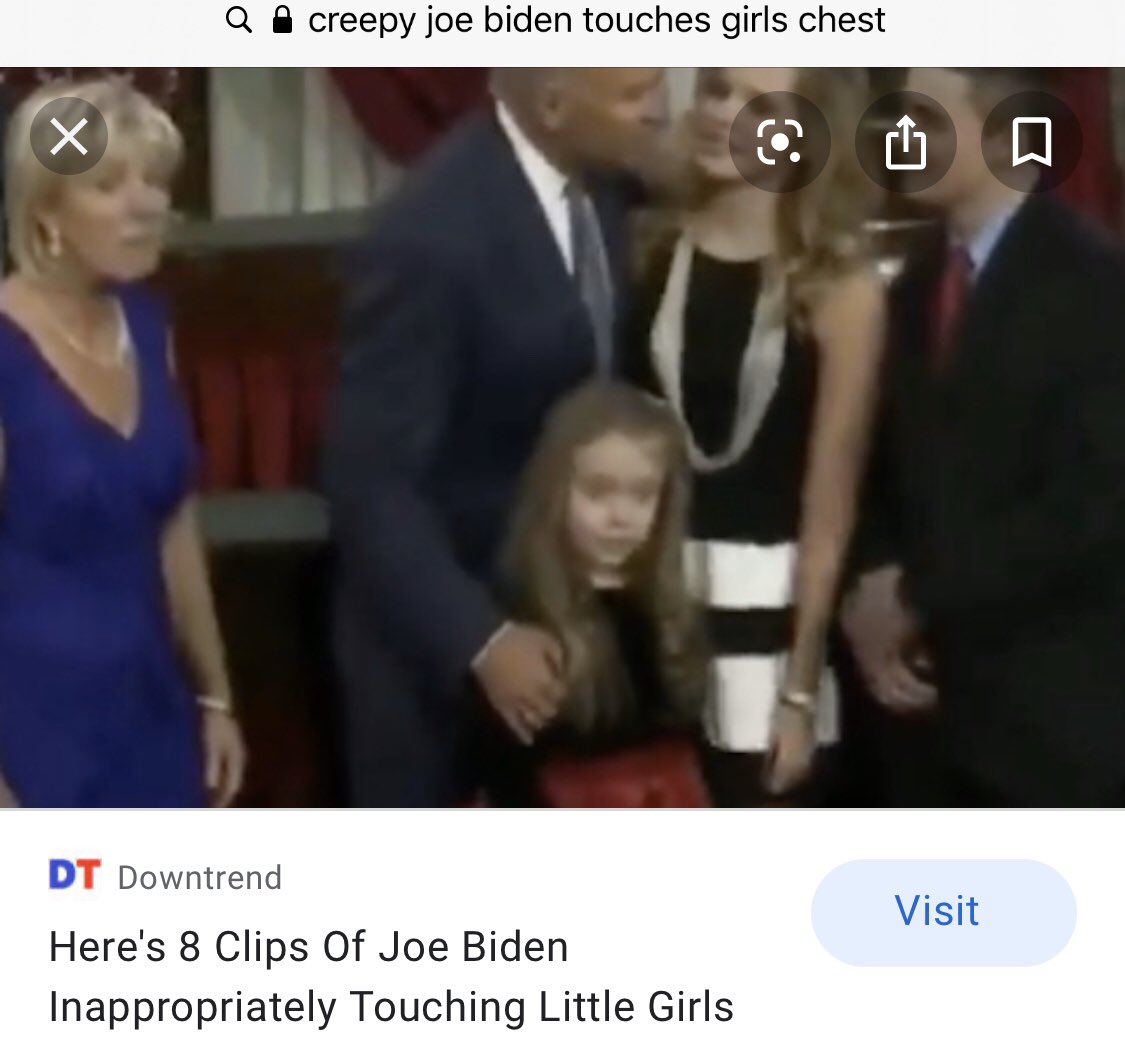 creepy joe biden touches girls chest
DT Downtrend
Visit
Here's 8 Clips Of Joe Biden
Inappropriately Touching Little Girls